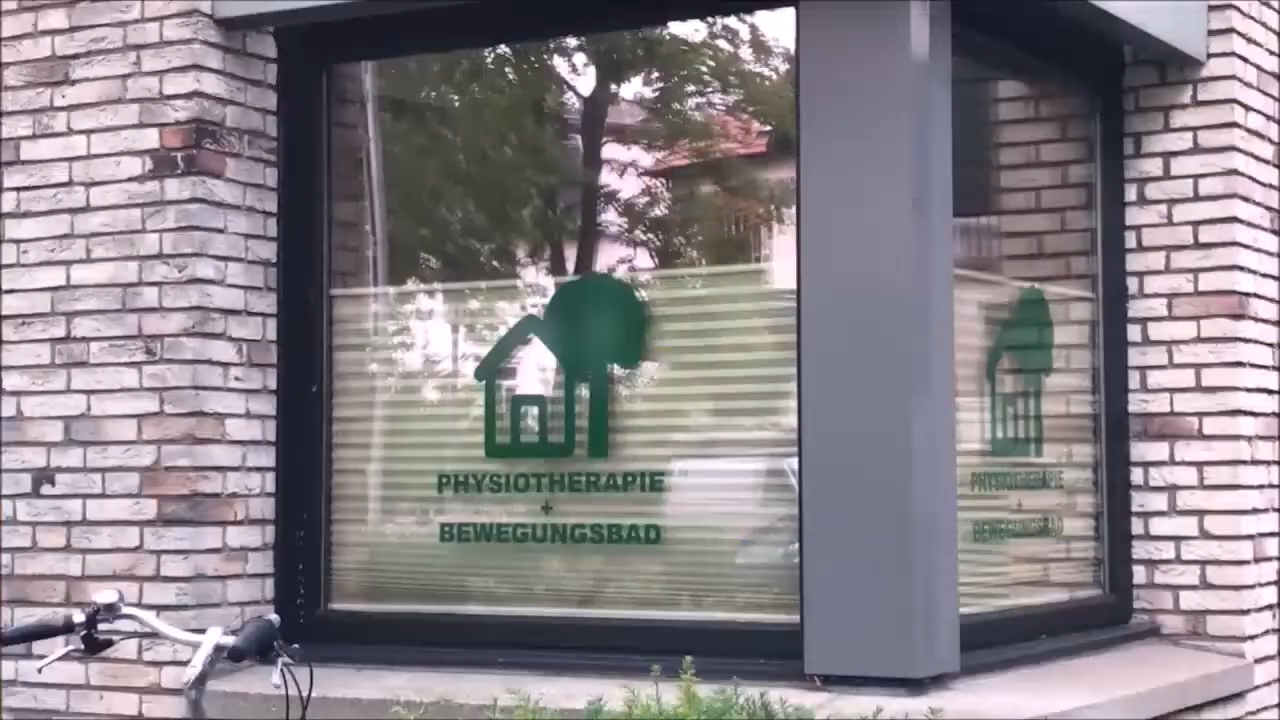 PHYSIOTHERAPIE
+
BEWEGUNGSBAD
PHYSIOTHERAPIE
+
BEWEGUNGSBAD